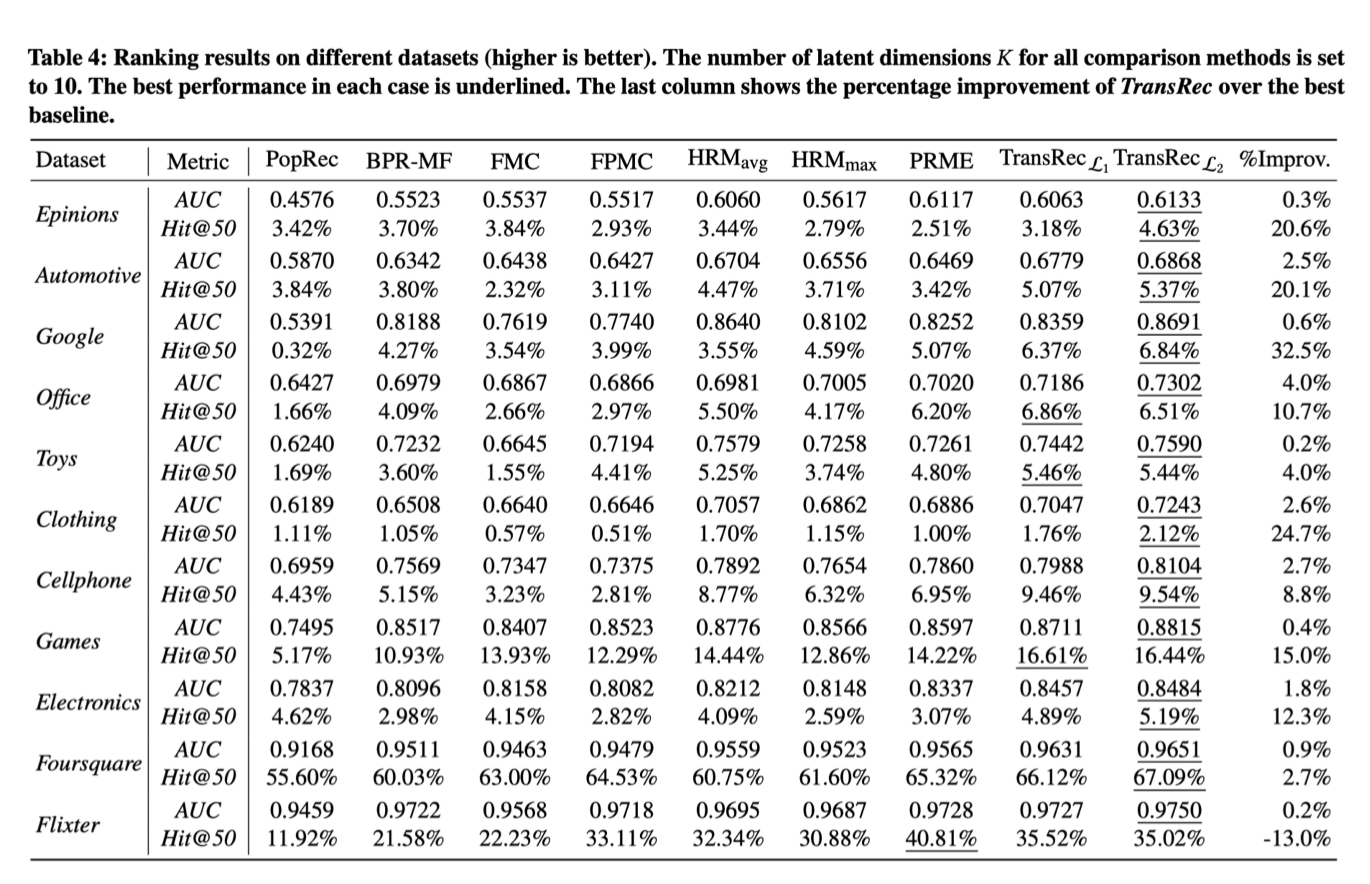 Table 4: Ranking results on different datasets (higher is better). The number of latent dimensions K for all comparison methods is set
to 10. The best performance in each case is underlined. The last column shows the percentage improvement of TransRec over the best
baseline.
Dataset Metric PopRec BPR-MF FMC FPMC HRMavg HRMmax PRME TransRecℒ1 TransRecℒ2 %Improv.
Epinions AUC 0.4576 0.5523 0.5537 0.5517 0.6060 0.5617 0.6117 0.6063 0.6133 0.3%
Hit@50 3.42% 3.70% 3.84% 2.93% 3.44% 2.79% 2.51% 3.18% 4.63% 20.6%
Automotive AUC 0.5870 0.6342 0.6438 0.6427 0.6704 0.6556 0.6469 0.6779 0.6868 2.5%
Hit@50 3.84% 3.80% 2.32% 3.11% 4.47% 3.71% 3.42% 5.07% 5.37% 20.1%
Google AUC 0.5391 0.8188 0.7619 0.7740 0.8640 0.8102 0.8252 0.8359 0.8691 0.6%
Hit@50 0.32% 4.27% 3.54% 3.99% 3.55% 4.59% 5.07% 6.37% 6.84% 32.5%
Office AUC 0.6427 0.6979 0.6867 0.6866 0.6981 0.7005 0.7020 0.7186 0.7302 4.0%
Hit@50 1.66% 4.09% 2.66% 2.97% 5.50% 4.17% 6.20% 6.86% 6.51% 10.7%
Toys AUC 0.6240 0.7232 0.6645 0.7194 0.7579 0.7258 0.7261 0.7442 0.7590 0.2%
Hit@50 1.69% 3.60% 1.55% 4.41% 5.25% 3.74% 4.80% 5.46% 5.44% 4.0%
Clothing AUC 0.6189 0.6508 0.6640 0.6646 0.7057 0.6862 0.6886 0.7047 0.7243 2.6%
Hit@50 1.11% 1.05% 0.57% 0.51% 1.70% 1.15% 1.00% 1.76% 2.12% 24.7%
Cellphone AUC 0.6959 0.7569 0.7347 0.7375 0.7892 0.7654 0.7860 0.7988 0.8104 2.7%
Hit@50 4.43% 5.15% 3.23% 2.81% 8.77% 6.32% 6.95% 9.46% 9.54% 8.8%
Games AUC 0.7495 0.8517 0.8407 0.8523 0.8776 0.8566 0.8597 0.8711 0.8815 0.4%
Hit@50 5.17% 10.93% 13.93% 12.29% 14.44% 12.86% 14.22% 16.61% 16.44% 15.0%
Electronics AUC 0.7837 0.8096 0.8158 0.8082 0.8212 0.8148 0.8337 0.8457 0.8484 1.8%
Hit@50 4.62% 2.98% 4.15% 2.82% 4.09% 2.59% 3.07% 4.89% 5.19% 12.3%
Foursquare AUC 0.9168 0.9511 0.9463 0.9479 0.9559 0.9523 0.9565 0.9631 0.9651 0.9%
Hit@50 55.60% 60.03% 63.00% 64.53% 60.75% 61.60% 65.32% 66.12% 67.09% 2.7%
Flixter AUC 0.9459 0.9722 0.9568 0.9718 0.9695 0.9687 0.9728 0.9727 0.9750 0.2%
Hit@50 11.92% 21.58% 22.23% 33.11% 32.34% 30.88% 40.81% 35.52% 35.02% -13.0%